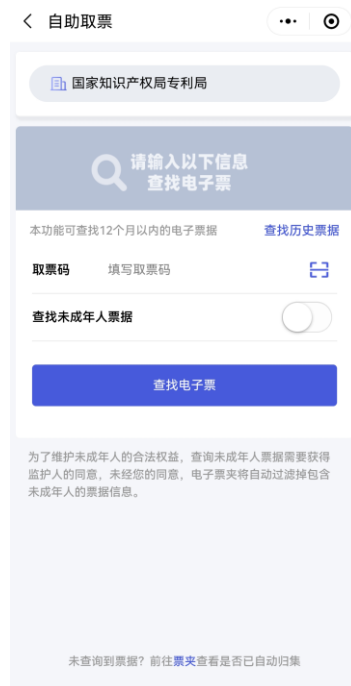 自助取票
国家知识产权局专利局
请输入以下信息
查找电子票
本功能可查找12个月以内的电子票据 查找历史票据
取票码 填写取票码
查找未成年人票据
查找电子票
为了维护未成年人的合法权益，查询未成年人票据需要获得
监护人的同意，未经您的同意，电子票夹将自动过滤掉包含
未成年人的票据信息。
未查询到票据？前往票夹查看是否已自动归集